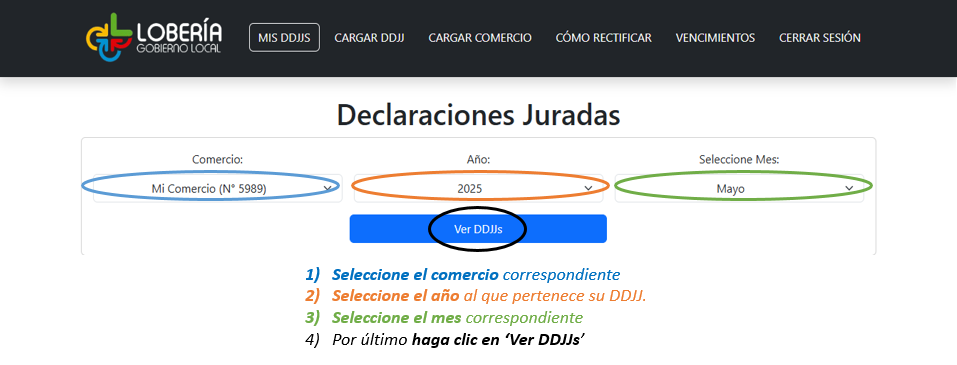 LOBERÍA
GOBIERNO LOCAL
MIS DDJJS CARGAR DDJJ CARGAR COMERCIO CÓMO RECTIFICAR VENCIMIENTOS CERRAR SESIÓN
Declaraciones Juradas
Comercio: Año: Seleccione Mes:
Mi Comercio (N° 5989) 2025 Mayo
Ver DDJJs
1) Seleccione el comercio correspondiente
2) Seleccione el año al que pertenece su DDJJ.
3) Seleccione el mes correspondiente
4) Por último haga clic en ‘Ver DDJJs’